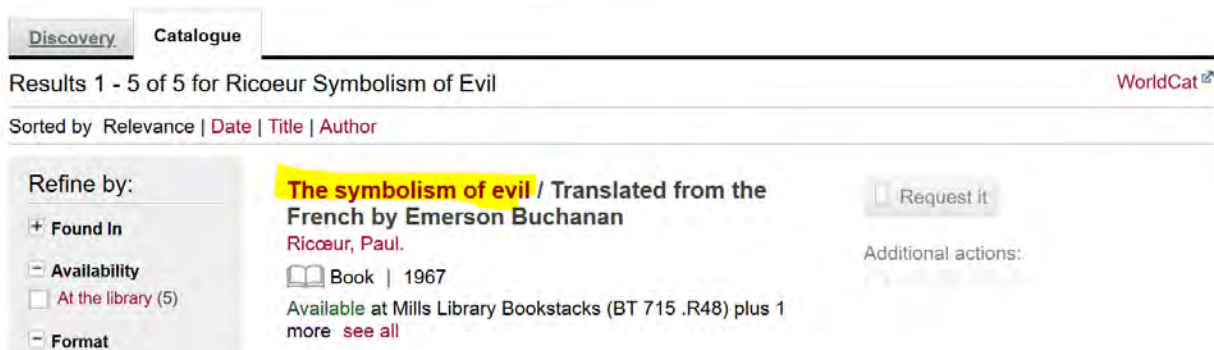 Discovery Catalogue
Results 1 - 5 of 5 for Ricoeur Symbolism of Evil WorldCat
Sorted by Relevance | Date | Title | Author
Refine by:
+ Found In
− Availability
At the library (5)
− Format
The symbolism of evil / Translated from the
French by Emerson Buchanan
Ricœur, Paul.
Book | 1967
Available at Mills Library Bookstacks (BT 715 .R48) plus 1
more see all
Request it
Additional actions: